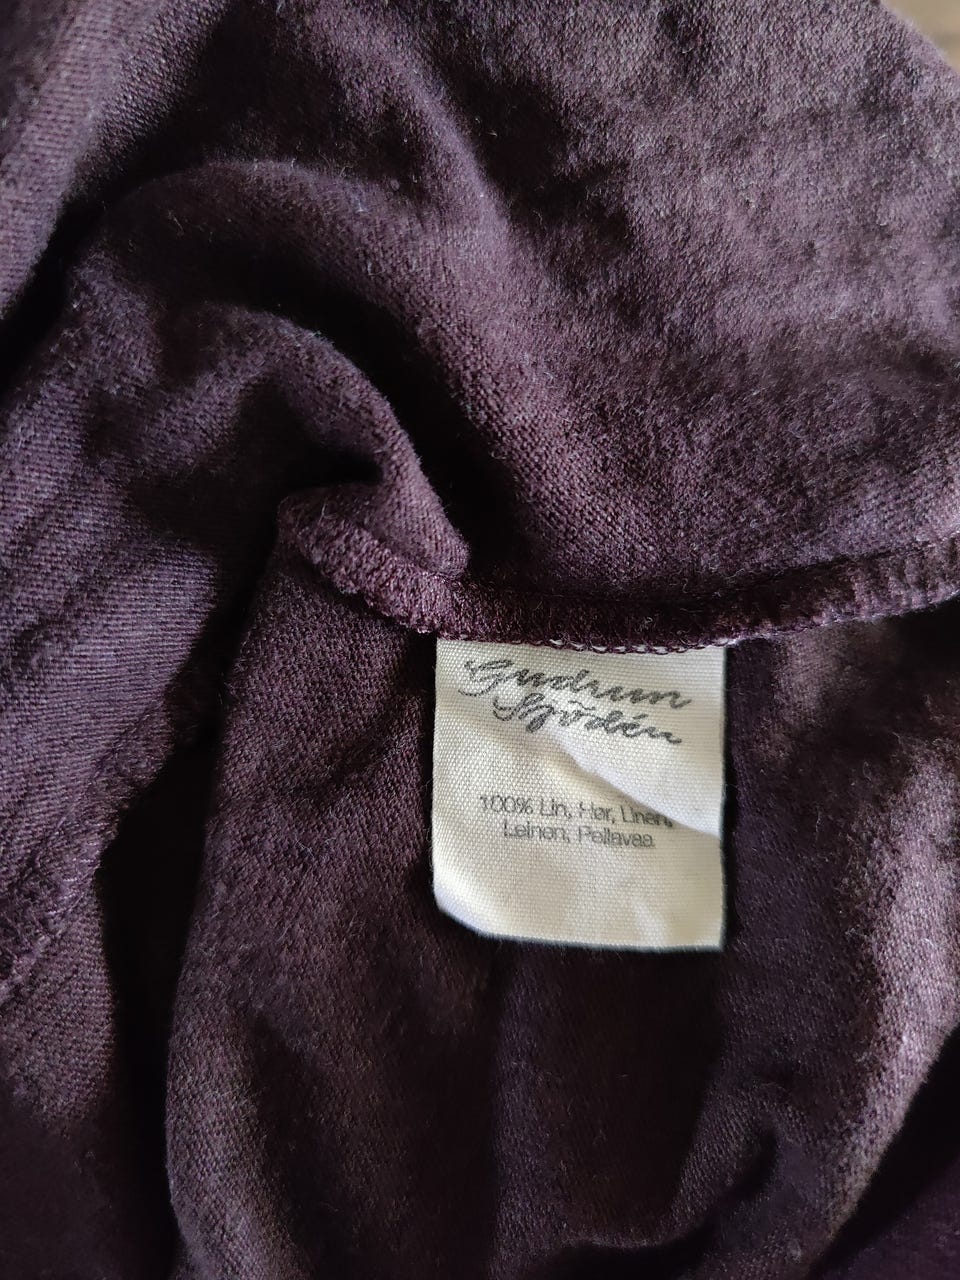 Gudrun
Sjödén
100% Lin, Hør, Linen,
Leinen, Pellavaa